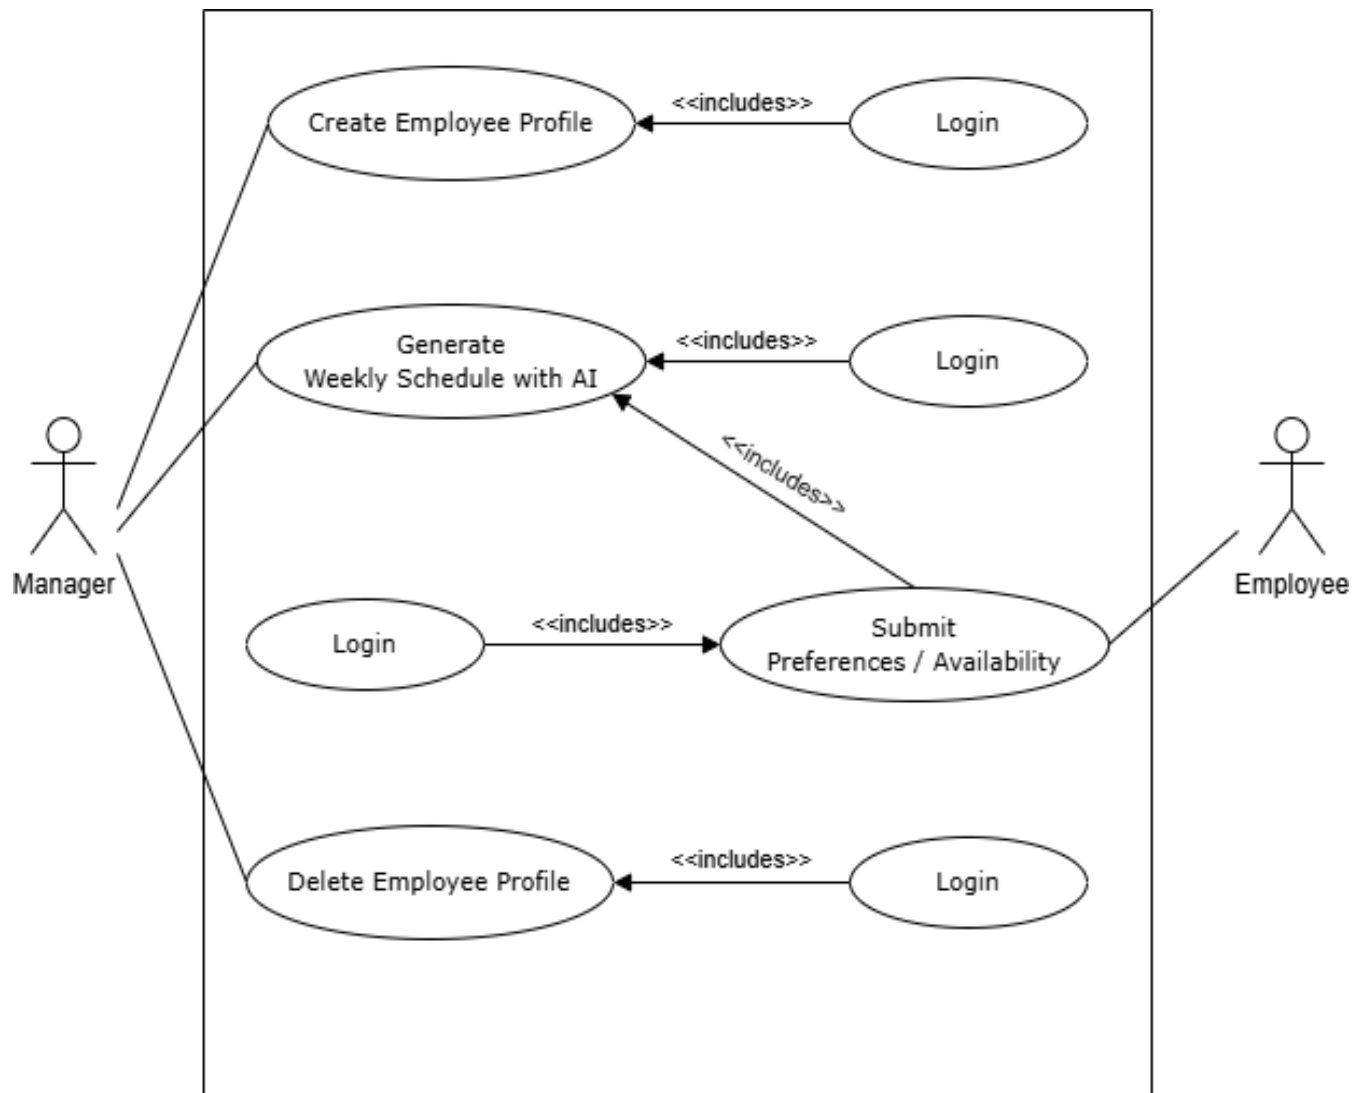 Create Employee Profile
<<includes>>
Login
Generate
Weekly Schedule with AI
<<includes>>
Login
<<includes>>
Manager
Employee
Login
<<includes>>
Submit
Preferences / Availability
Delete Employee Profile
<<includes>>
Login